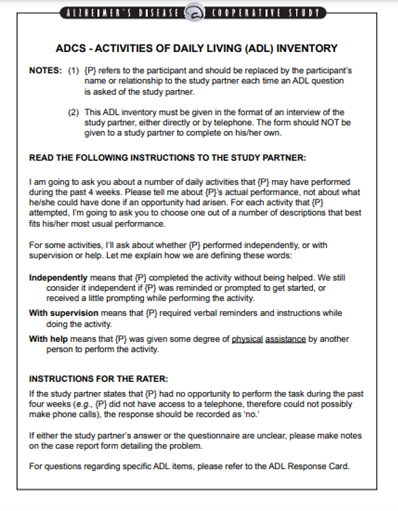 ALZHEIMER'S DISEASE COOPERATIVE STUDY
ADCS - ACTIVITIES OF DAILY LIVING (ADL) INVENTORY
NOTES: (1) {P} refers to the participant and should be replaced by the participant's
name or relationship to the study partner each time an ADL question
is asked of the study partner.
(2) This ADL inventory must be given in the format of an interview of the
study partner, either directly or by telephone. The form should NOT be
given to a study partner to complete on his/her own.
READ THE FOLLOWING INSTRUCTIONS TO THE STUDY PARTNER:
I am going to ask you about a number of daily activities that {P} may have performed
during the past 4 weeks. Please tell me about {P}'s actual performance, not about what
he/she could have done if an opportunity had arisen. For each activity that {P}
attempted, I'm going to ask you to choose one out of a number of descriptions that best
fits his/her most usual performance.
For some activities, I'll ask about whether {P} performed independently, or with
supervision or help. Let me explain how we are defining these words:
Independently means that {P} completed the activity without being helped. We still
consider it independent if {P} was reminded or prompted to get started, or
received a little prompting while performing the activity.
With supervision means that {P} required verbal reminders and instructions while
doing the activity.
With help means that {P} was given some degree of physical assistance by another
person to perform the activity.
INSTRUCTIONS FOR THE RATER:
If the study partner states that {P} had no opportunity to perform the task during the past
four weeks (e.g., {P} did not have access to a telephone, therefore could not possibly
make phone calls), the response should be recorded as 'no.'
If either the study partner's answer or the questionnaire are unclear, please make notes
on the case report form detailing the problem.
For questions regarding specific ADL items, please refer to the ADL Response Card.